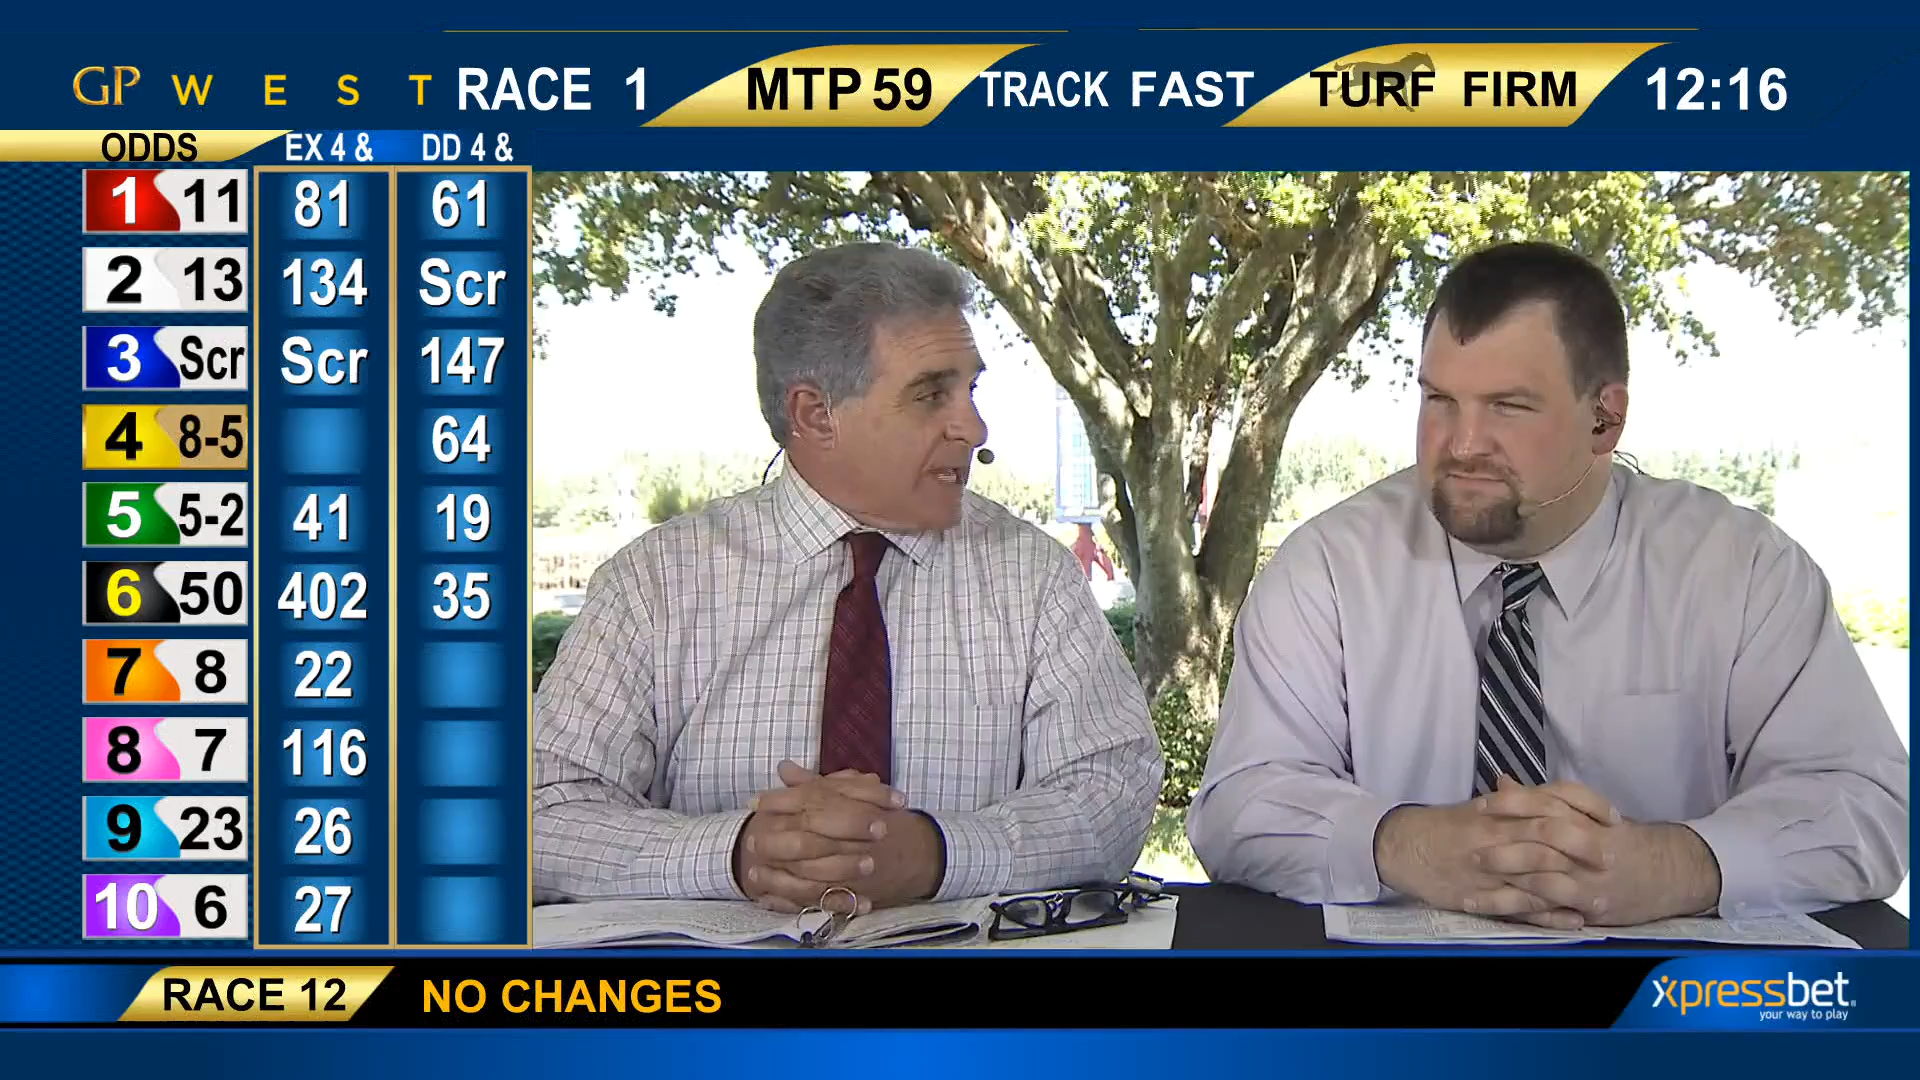 GP WEST RACE 1 MTP 59 TRACK FAST TURF FIRM 12:16
ODDS EX 4 & DD 4 &
1 11 81 61
2 13 134 Scr
3 Scr Scr 147
4 8-5 64
5 5-2 41 19
6 50 402 35
7 8 22
8 7 116
9 23 26
10 6 27
RACE 12 NO CHANGES
xpressbet
your way to play